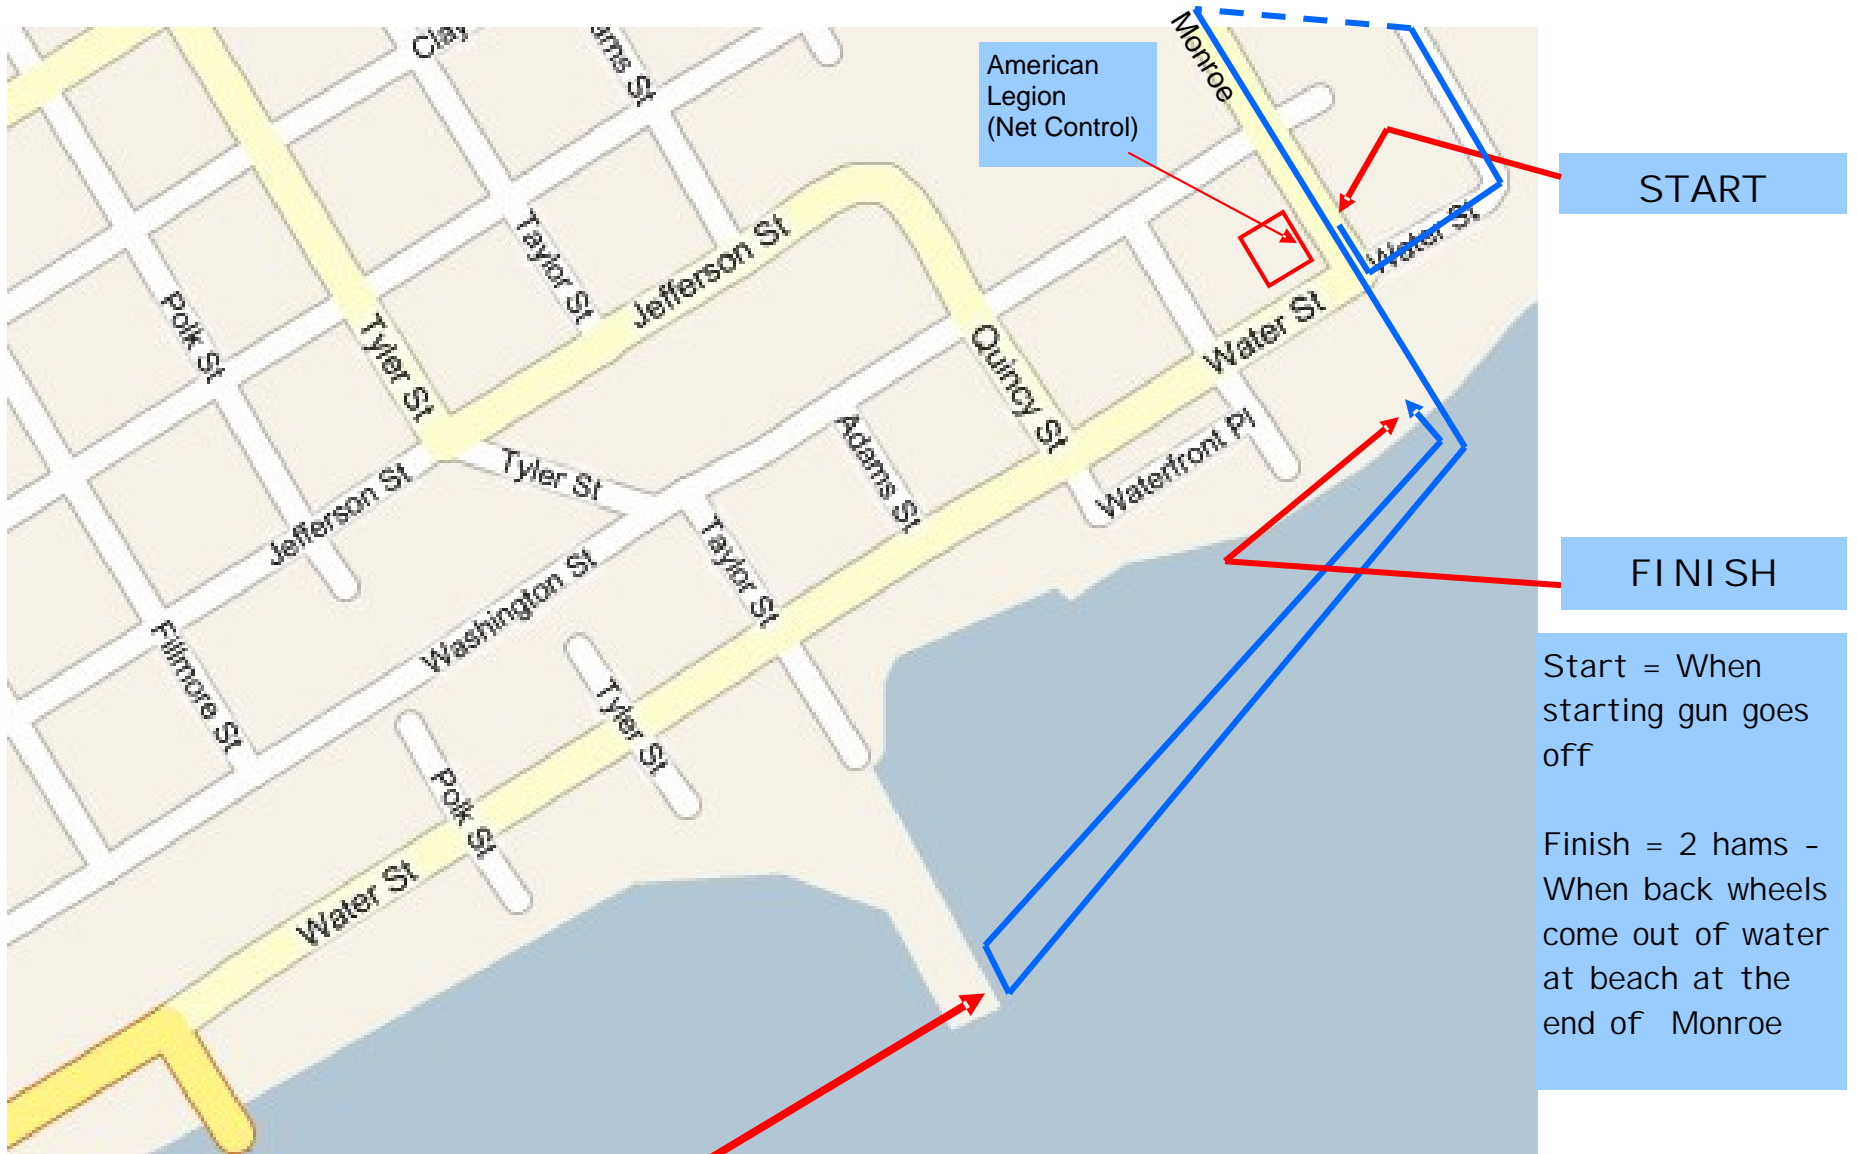 Clay
ams St
Monroe
American
Legion
(Net Control)
START
Water St
Taylor St
Jefferson St
Polk St
Tyler St
Quincy St
Water St
Adams St
Waterfront Pl
Tyler St
Jefferson St
Taylor St
FINISH
Washington St
Fillmore St
Tyler St
Polk St
Water St
Start = When
starting gun goes
off
Finish = 2 hams –
When back wheels
come out of water
at beach at the
end of Monroe